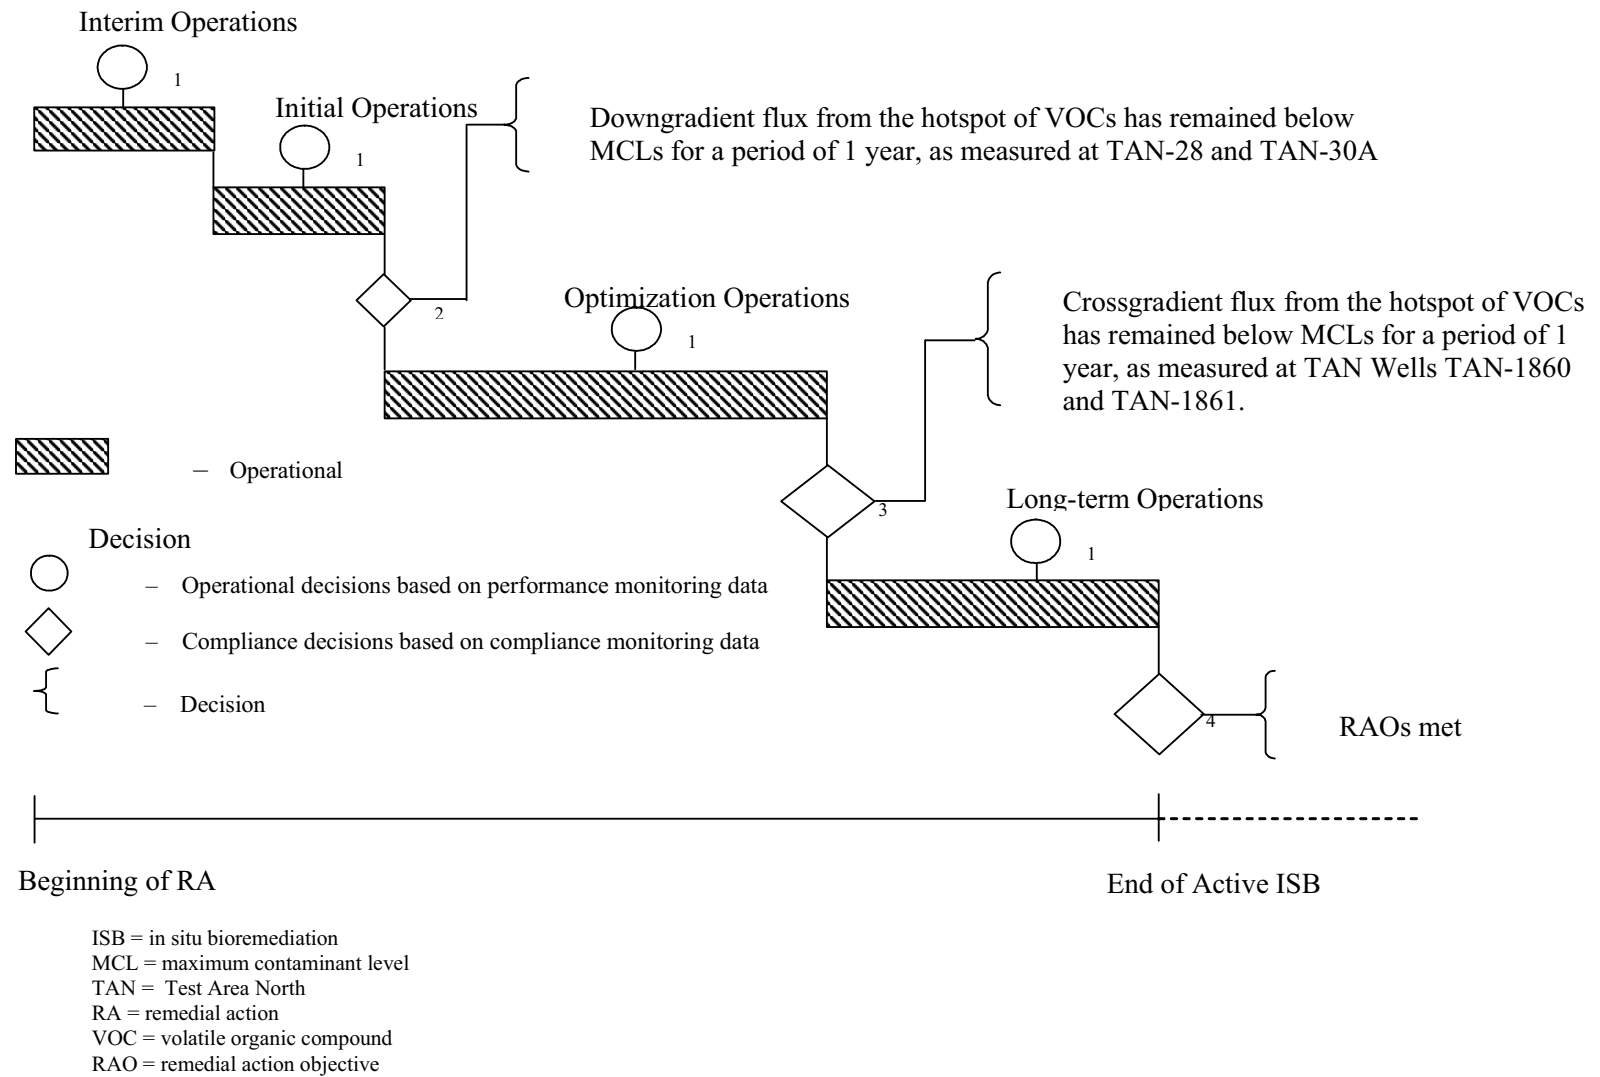 Interim Operations
1
Initial Operations
1
Downgradient flux from the hotspot of VOCs has remained below
MCLs for a period of 1 year, as measured at TAN-28 and TAN-30A
2
Optimization Operations
1
Crossgradient flux from the hotspot of VOCs
has remained below MCLs for a period of 1
year, as measured at TAN Wells TAN-1860
and TAN-1861.
– Operational
3
Long-term Operations
1
Decision
– Operational decisions based on performance monitoring data
– Compliance decisions based on compliance monitoring data
– Decision
4
RAOs met
Beginning of RA
End of Active ISB
ISB = in situ bioremediation
MCL = maximum contaminant level
TAN = Test Area North
RA = remedial action
VOC = volatile organic compound
RAO = remedial action objective